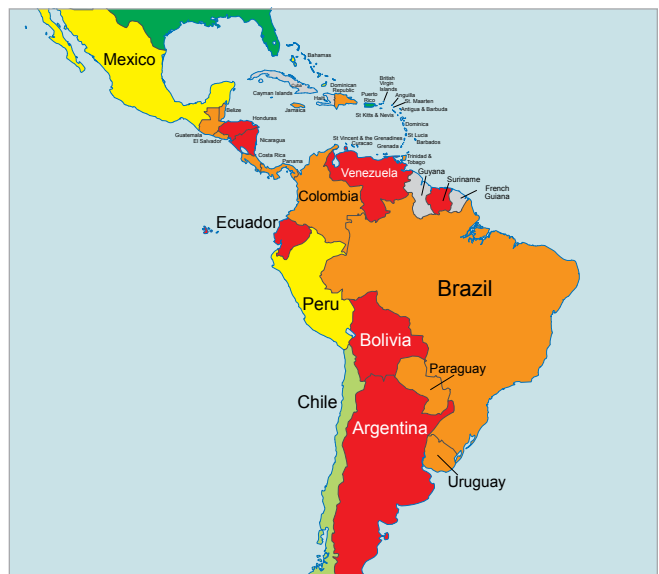 Mexico
Bahamas
Cuba
Cayman Islands
Dominican
Republic
British
Virgin
Islands
Anguilla
St. Maarten
Antigua & Barbuda
Puerto
Rico
Haiti
Jamaica
St Kitts & Nevis
Belize
Honduras
Dominica
Guatemala
El Salvador
Nicaragua
St Lucia
Barbados
St Vincent & the Grenadines
Curacao
Grenada
Costa Rica
Panama
Trinidad &
Tobago
Venezuela
Guyana
Suriname
French
Guiana
Colombia
Ecuador
Brazil
Peru
Bolivia
Paraguay
Chile
Argentina
Uruguay